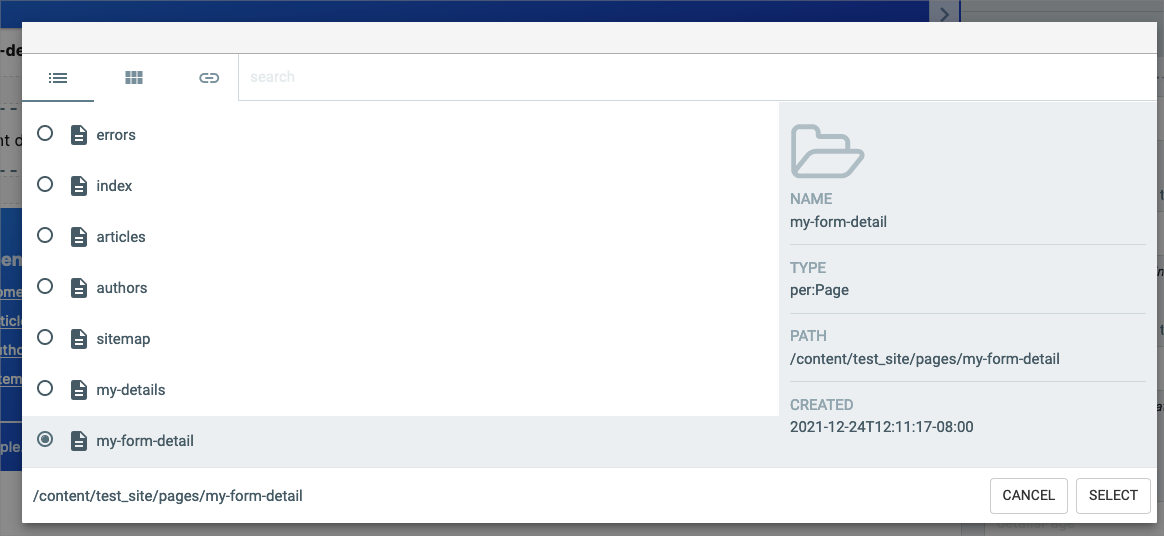 search
errors
index
articles
authors
sitemap
my-details
my-form-detail
NAME
my-form-detail
TYPE
per:Page
PATH
/content/test_site/pages/my-form-detail
CREATED
2021-12-24T12:11:17-08:00
/content/test_site/pages/my-form-detail
CANCEL
SELECT